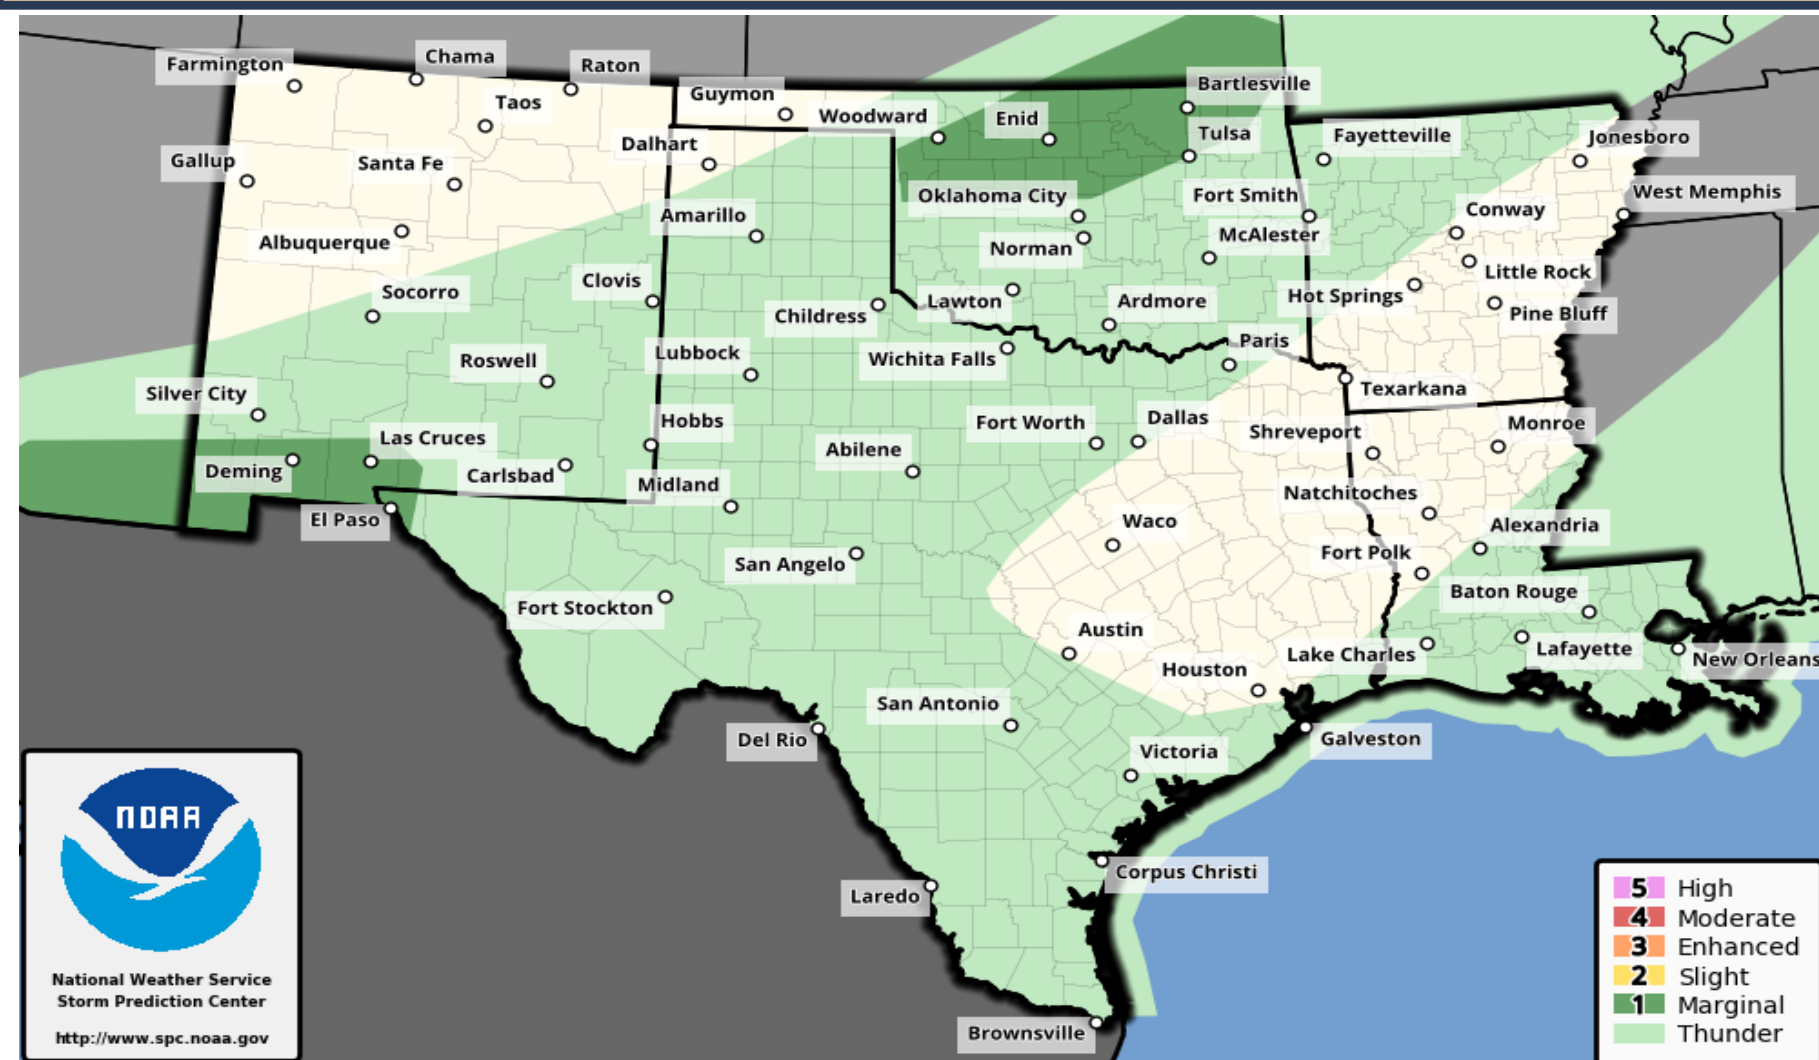 Farmington
Chama
Raton
Taos
Guymon
Woodward
Enid
Bartlesville
Tulsa
Fayetteville
Jonesboro
Gallup
Santa Fe
Dalhart
Oklahoma City
Fort Smith
West Memphis
Albuquerque
Amarillo
Norman
McAlester
Conway
Socorro
Clovis
Childress
Lawton
Ardmore
Hot Springs
Little Rock
Pine Bluff
Roswell
Lubbock
Wichita Falls
Paris
Silver City
Texarkana
Las Cruces
Hobbs
Abilene
Fort Worth
Dallas
Shreveport
Monroe
Deming
Carlsbad
Midland
Natchitoches
El Paso
Waco
Alexandria
San Angelo
Fort Polk
Fort Stockton
Baton Rouge
Austin
Houston
Lake Charles
Lafayette
New Orleans
San Antonio
Del Rio
Victoria
Galveston
Corpus Christi
Laredo
Brownsville
NOAA
National Weather Service
Storm Prediction Center
http://www.spc.noaa.gov
5 High
4 Moderate
3 Enhanced
2 Slight
1 Marginal
Thunder